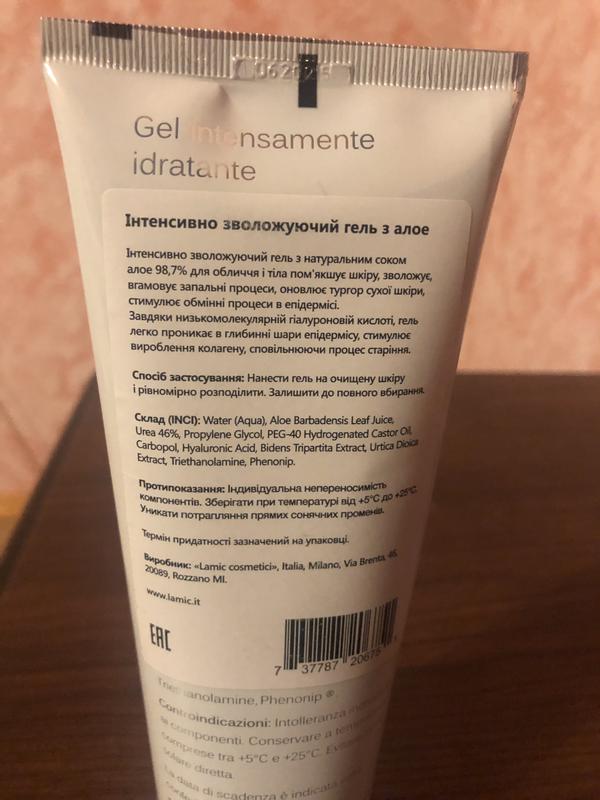 Gel intensamente
idratante
Інтенсивно зволожуючий гель з алое
Інтенсивно зволожуючий гель з натуральним соком
алое 98,7% для обличчя і тіла пом'якшує шкіру, зволожує,
вгамовує запальні процеси, оновлює тургор сухої шкіри,
стимулює обмінні процеси в епідермісі.
Завдяки низькомолекулярній гіалуроновій кислоті, гель
легко проникає в глибинні шари епідермісу, стимулює
вироблення колагену, сповільнюючи процес старіння.
Спосіб застосування: Нанести гель на очищену шкіру
і рівномірно розподілити. Залишити до повного вбирання.
Склад (INCI): Water (Aqua), Aloe Barbadensis Leaf Juice,
Urea 46%, Propylene Glycol, PEG-40 Hydrogenated Castor Oil,
Carbopol, Hyaluronic Acid, Bidens Tripartita Extract, Urtica Dioica
Extract, Triethanolamine, Phenonip.
Протипоказання: Індивідуальна непереносимість
компонентів. Зберігати при температурі від +5°C до +25°C.
Уникати потрапляння прямих сонячних променів.
Термін придатності зазначений на упаковці.
Виробник: «Lamic cosmetici», Italia, Milano, Via Brenta, 46,
20089, Rozzano MI.
www.lamic.it
EAC
7 37787 20675
Triethanolamine, Phenonip ®.
Controindicazioni: Intolleranza
ai componenti. Conservare a
comprese tra +5°C e +25°C.
solare diretta.
La data di scadenza è indicata